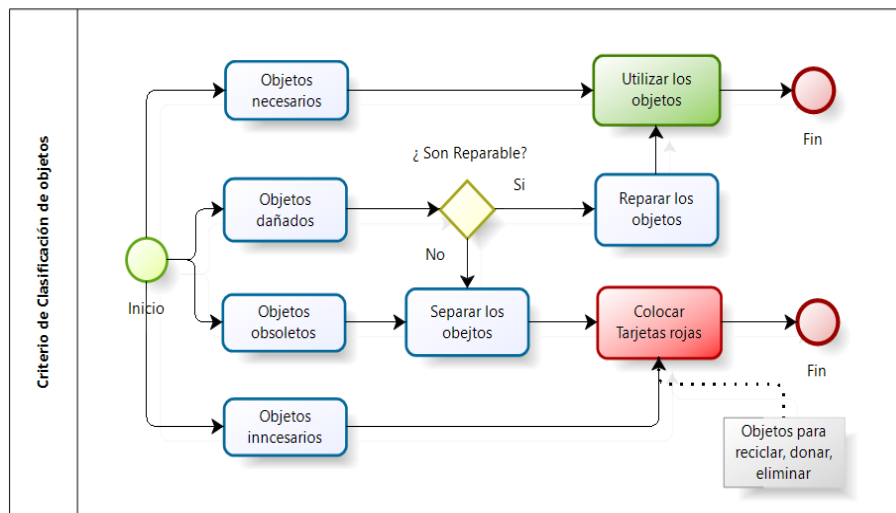 Criterio de Clasificación de objetos
Objetos
necesarios
Utilizar los
objetos
Fin
¿ Son Reparable?
Objetos
dañados
Si
Reparar los
objetos
No
Inicio
Objetos
obsoletos
Separar los
obejtos
Colocar
Tarjetas rojas
Fin
Objetos
inncesarios
Objetos para
reciclar, donar,
eliminar